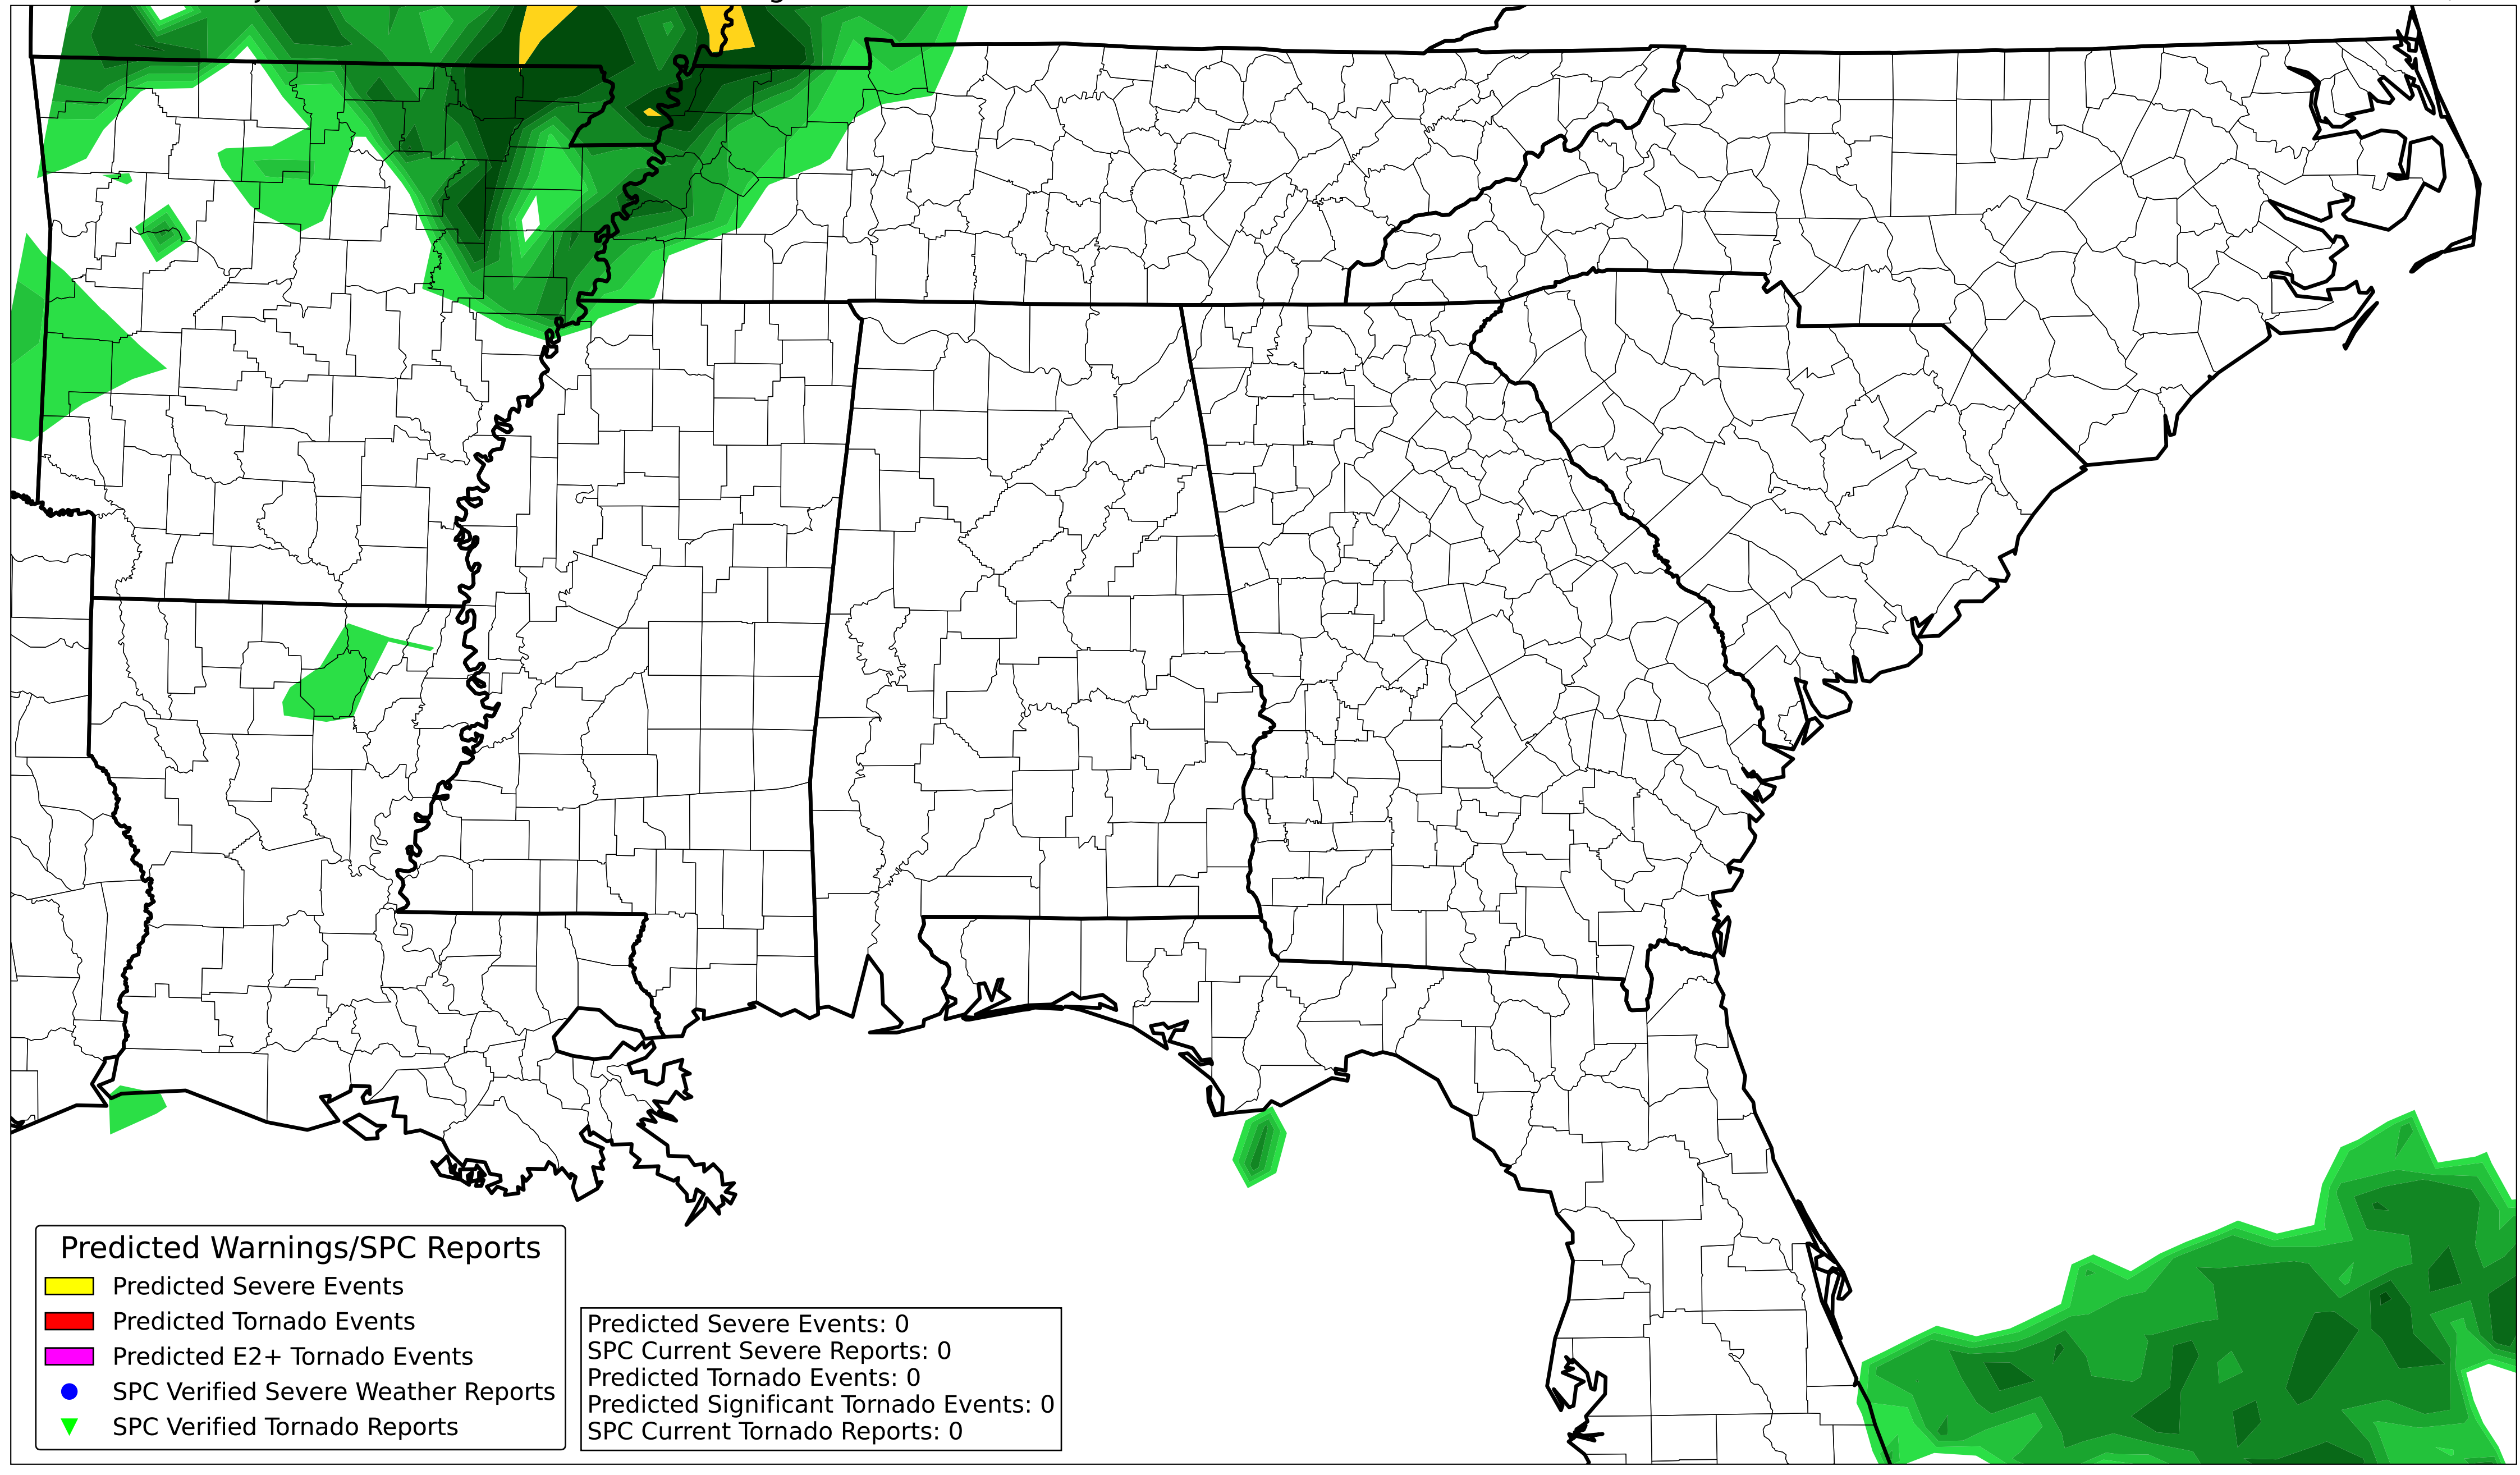 Predicted Warnings/SPC Reports
Predicted Severe Events
Predicted Tornado Events
Predicted E2+ Tornado Events
SPC Verified Severe Weather Reports
SPC Verified Tornado Reports
Predicted Severe Events: 0
SPC Current Severe Reports: 0
Predicted Tornado Events: 0
Predicted Significant Tornado Events: 0
SPC Current Tornado Reports: 0